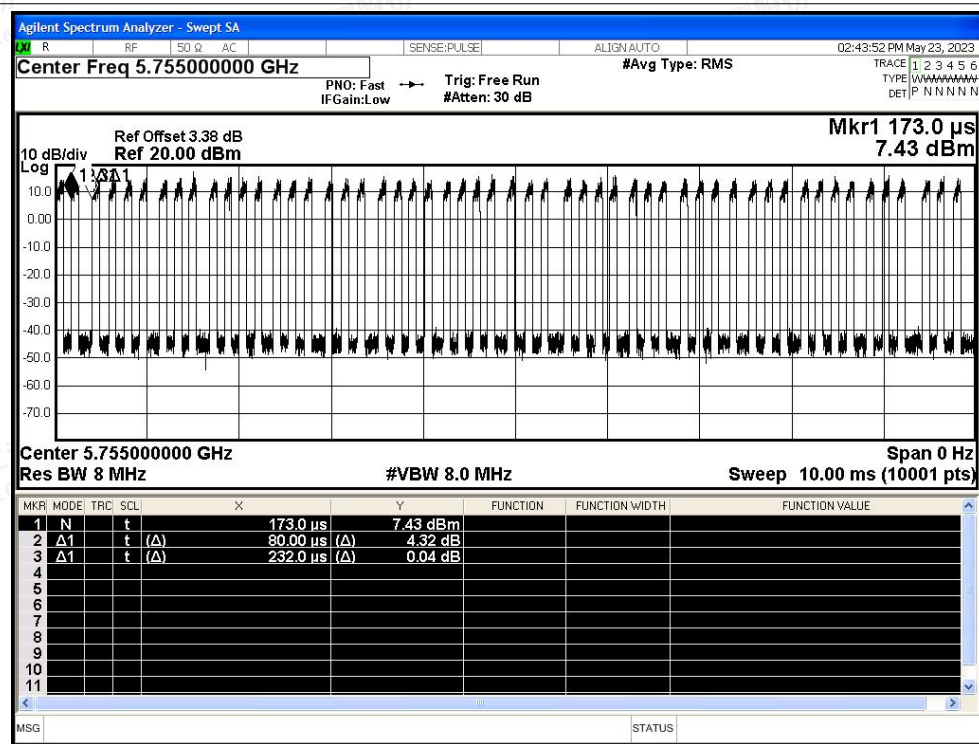 Agilent Spectrum Analyzer - Swept SA
LXI R RF 50 Ω AC SENSE:PULSE ALIGN AUTO 02:43:52 PM May 23, 2023
Center Freq 5.755000000 GHz #Avg Type: RMS TRACE 1 2 3 4 5 6
PNO: Fast Trig: Free Run TYPE WWWWWW
IFGain:Low #Atten: 30 dB DET P N N N N N
Mkr1 173.0 µs
Ref Offset 3.38 dB
10 dB/div Ref 20.00 dBm 7.43 dBm
Log
10.0
0.00
-10.0
-20.0
-30.0
-40.0
-50.0
-60.0
-70.0
Center 5.755000000 GHz Span 0 Hz
Res BW 8 MHz #VBW 8.0 MHz Sweep 10.00 ms (10001 pts)
MKR MODE TRC SCL X Y FUNCTION FUNCTION WIDTH FUNCTION VALUE
1 N t 173.0 µs 7.43 dBm
2 Δ1 t (Δ) 80.00 µs (Δ) 4.32 dB
3 Δ1 t (Δ) 232.0 µs (Δ) 0.04 dB
4
5
6
7
8
9
10
11
MSG STATUS